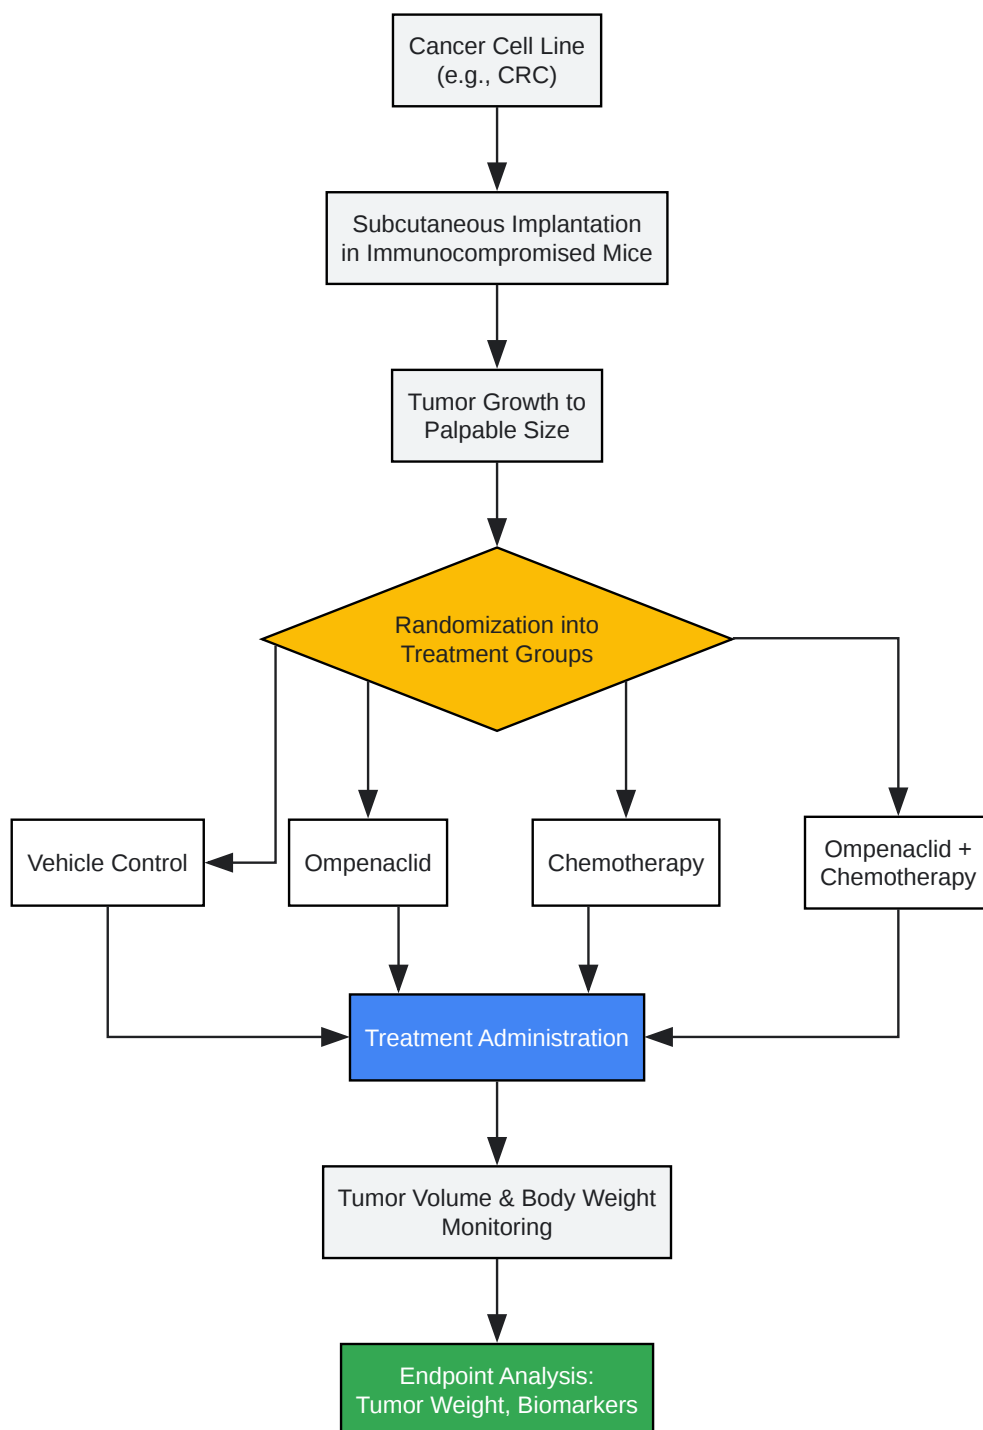 Cancer Cell Line
(e.g., CRC)
Subcutaneous Implantation
in Immunocompromised Mice
Tumor Growth to
Palpable Size
Randomization into
Treatment Groups
Vehicle Control
Ompenaclid
Chemotherapy
Ompenaclid +
Chemotherapy
Treatment Administration
Tumor Volume & Body Weight
Monitoring
Endpoint Analysis:
Tumor Weight, Biomarkers